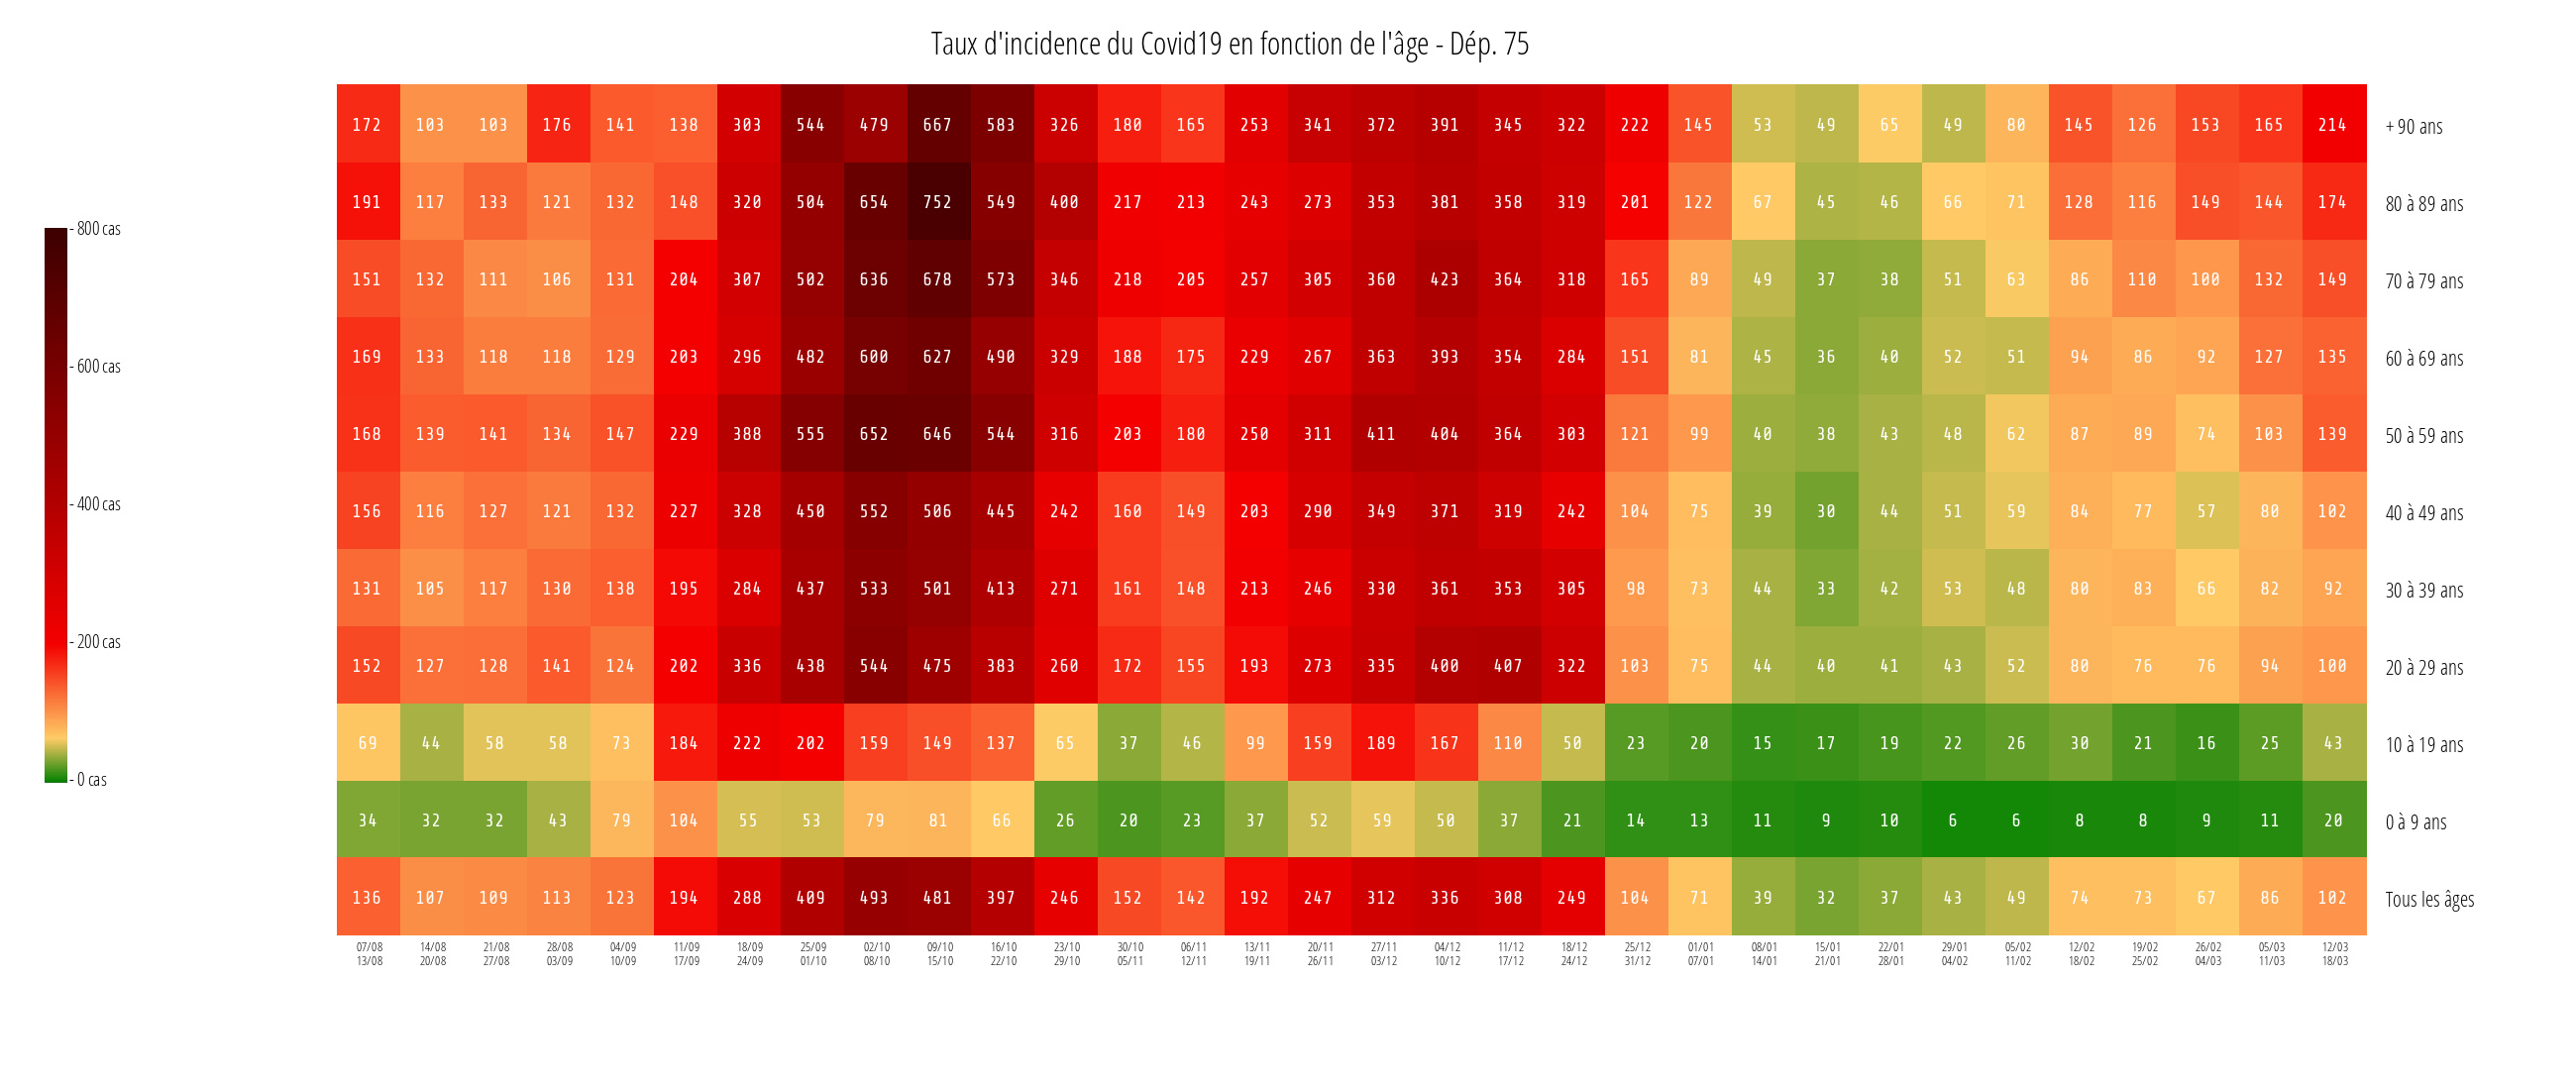 Taux d'incidence du Covid19 en fonction de l'âge - Dép. 75
- 800 cas
- 600 cas
- 400 cas
- 200 cas
- 0 cas
172 103 103 176 141 138 303 544 479 667 583 326 180 165 253 341 372 391 345 322 222 145 53 49 65 49 80 145 126 153 165 214 + 90 ans
191 117 133 121 132 148 320 504 654 752 549 400 217 213 243 273 353 381 358 319 201 122 67 45 46 66 71 128 116 149 144 174 80 à 89 ans
151 132 111 106 131 204 307 502 636 678 573 346 218 205 257 305 360 423 364 318 165 89 49 37 38 51 63 86 110 100 132 149 70 à 79 ans
169 133 118 118 129 203 296 482 600 627 490 329 188 175 229 267 363 393 354 284 151 81 45 36 40 52 51 94 86 92 127 135 60 à 69 ans
168 139 141 134 147 229 388 555 652 646 544 316 203 180 250 311 411 404 364 303 121 99 40 38 43 48 62 87 89 74 103 139 50 à 59 ans
156 116 127 121 132 227 328 450 552 506 445 242 160 149 203 290 349 371 319 242 104 75 39 30 44 51 59 84 77 57 80 102 40 à 49 ans
131 105 117 130 138 195 284 437 533 501 413 271 161 148 213 246 330 361 353 305 98 73 44 33 42 53 48 80 83 66 82 92 30 à 39 ans
152 127 128 141 124 202 336 438 544 475 383 260 172 155 193 273 335 400 407 322 103 75 44 40 41 43 52 80 76 76 94 100 20 à 29 ans
69 44 58 58 73 184 222 202 159 149 137 65 37 46 99 159 189 167 110 50 23 20 15 17 19 22 26 30 21 16 25 43 10 à 19 ans
34 32 32 43 79 104 55 53 79 81 66 26 20 23 37 52 59 50 37 21 14 13 11 9 10 6 6 8 8 9 11 20 0 à 9 ans
136 107 109 113 123 194 288 409 493 481 397 246 152 142 192 247 312 336 308 249 104 71 39 32 37 43 49 74 73 67 86 102 Tous les âges
07/08 14/08 21/08 28/08 04/09 11/09 18/09 25/09 02/10 09/10 16/10 23/10 30/10 06/11 13/11 20/11 27/11 04/12 11/12 18/12 25/12 01/01 08/01 15/01 22/01 29/01 05/02 12/02 19/02 26/02 05/03 12/03
13/08 20/08 27/08 03/09 10/09 17/09 24/09 01/10 08/10 15/10 22/10 29/10 05/11 12/11 19/11 26/11 03/12 10/12 17/12 24/12 31/12 07/01 14/01 21/01 28/01 04/02 11/02 18/02 25/02 04/03 11/03 18/03